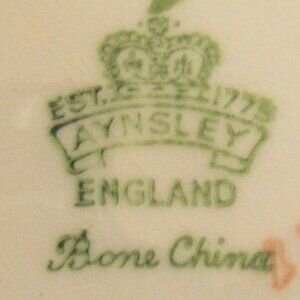 EST. 1775
AYNSLEY
ENGLAND
Bone China